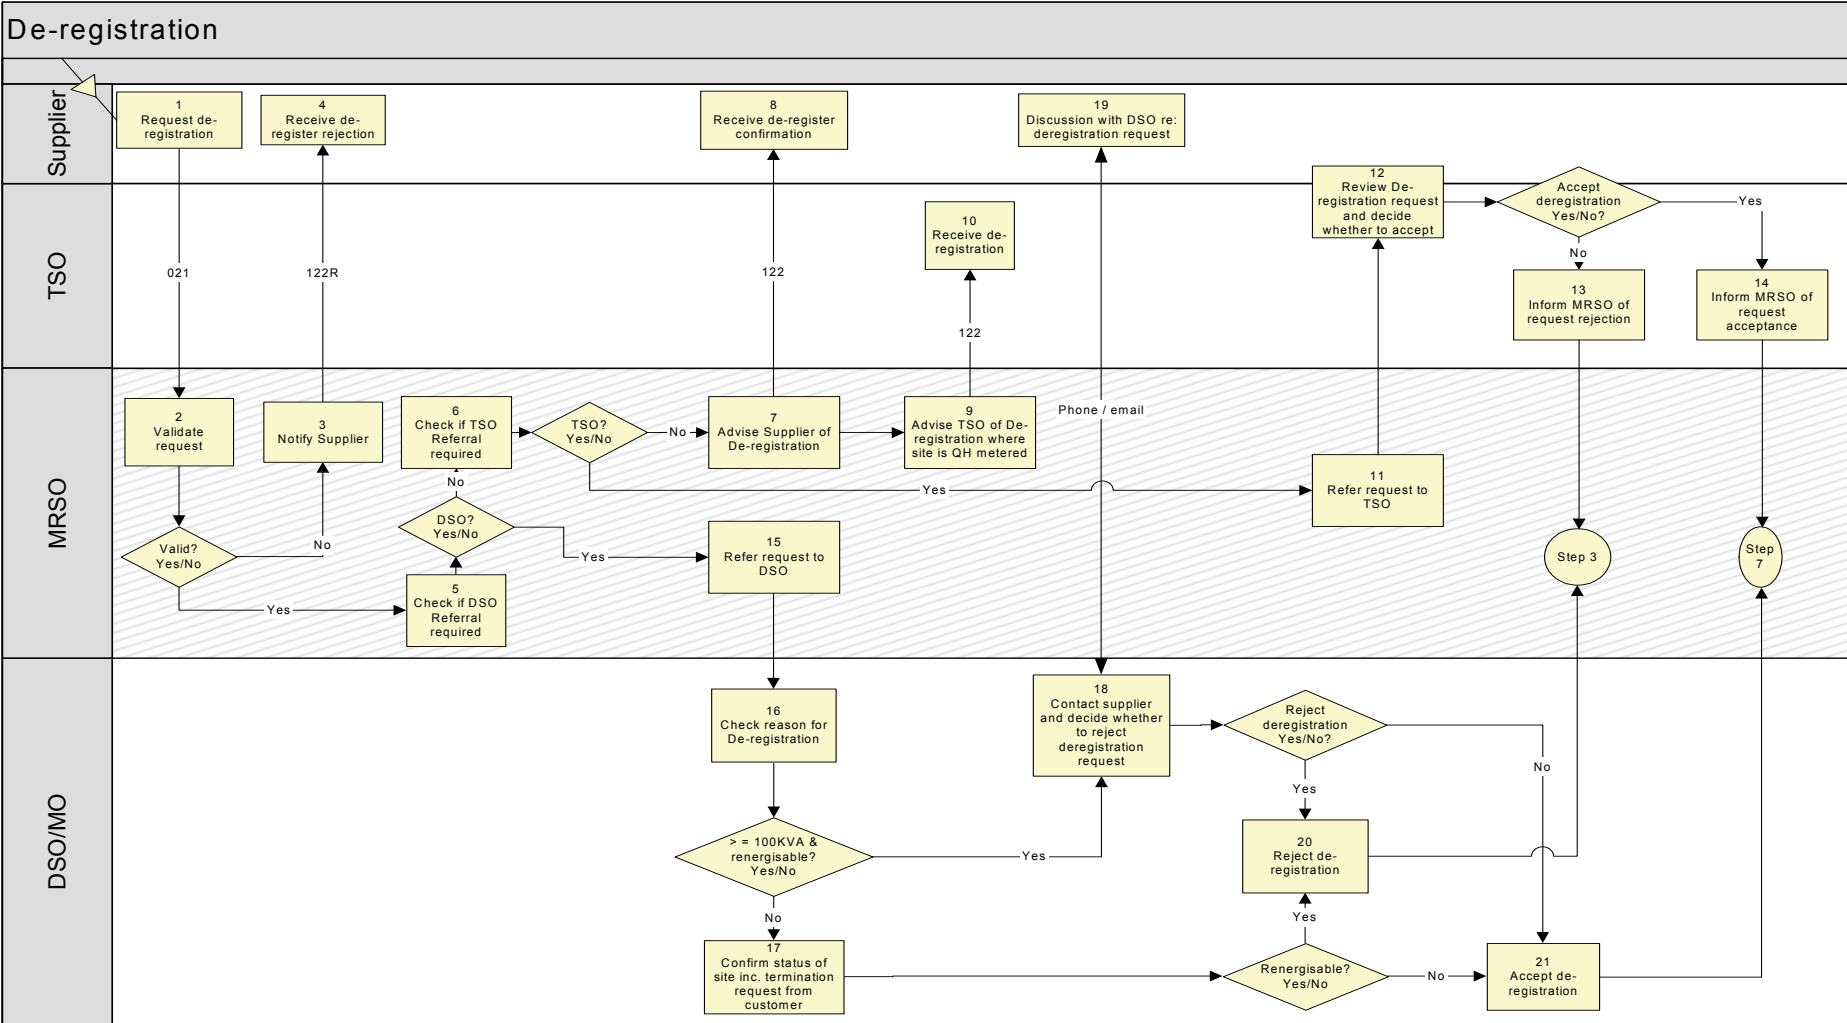 De-registration
Supplier
1
Request de-
registration
4
Receive de-
register rejection
8
Receive de-register
confirmation
19
Discussion with DSO re:
deregistration request
TSO
12
Review De-
registration request
and decide
whether to accept
Accept
deregistration
Yes/No?
Yes
No
10
Receive de-
registration
13
Inform MRSO of
request rejection
14
Inform MRSO of
request
acceptance
021
122R
122
122
MRSO
2
Validate
request
3
Notify Supplier
6
Check if TSO
Referral
required
TSO?
Yes/No
No
7
Advise Supplier of
De-registration
9
Advise TSO of De-
registration where
site is QH metered
Phone / email
Yes
11
Refer request to
TSO
No
DSO?
Yes/No
Yes
15
Refer request to
DSO
Valid?
Yes/No
No
Yes
5
Check if DSO
Referral
required
Step 3
Step
7
DSO/MO
16
Check reason for
De-registration
18
Contact supplier
and decide whether
to reject
deregistration
request
Reject
deregistration
Yes/No?
No
Yes
> = 100KVA &
renergisable?
Yes/No
Yes
No
20
Reject de-
registration
Yes
17
Confirm status of
site inc. termination
request from
customer
Renergisable?
Yes/No
No
21
Accept de-
registration